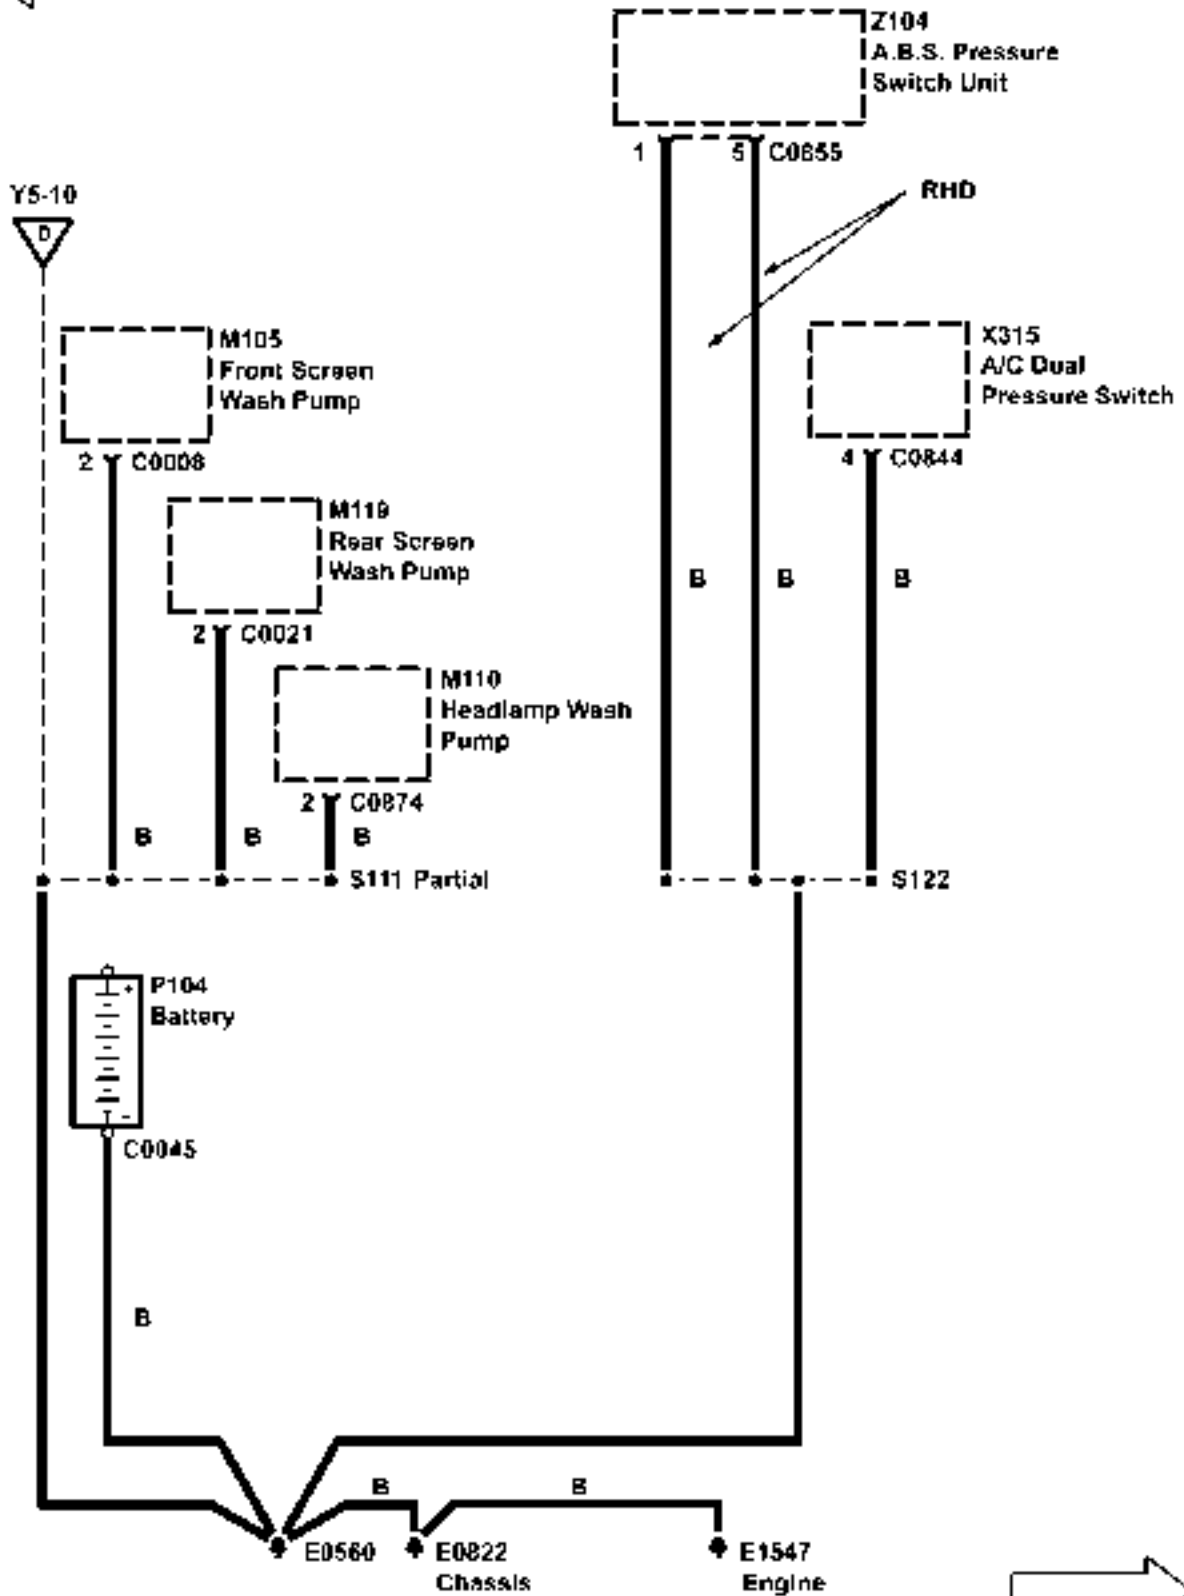 Z104
A.B.S. Pressure
Switch Unit
1
5
C0655
Y5-10
D
RHD
M105
Front Screen
Wash Pump
X315
A/C Dual
Pressure Switch
2
C0008
4
C0844
M119
Rear Screen
Wash Pump
B
B
B
2
C0021
M110
Headlamp Wash
Pump
2
C0874
B
B
B
S111 Partial
S122
P104
Battery
+
-
C0045
B
B
B
E0560
E0822
Chassis
E1547
Engine